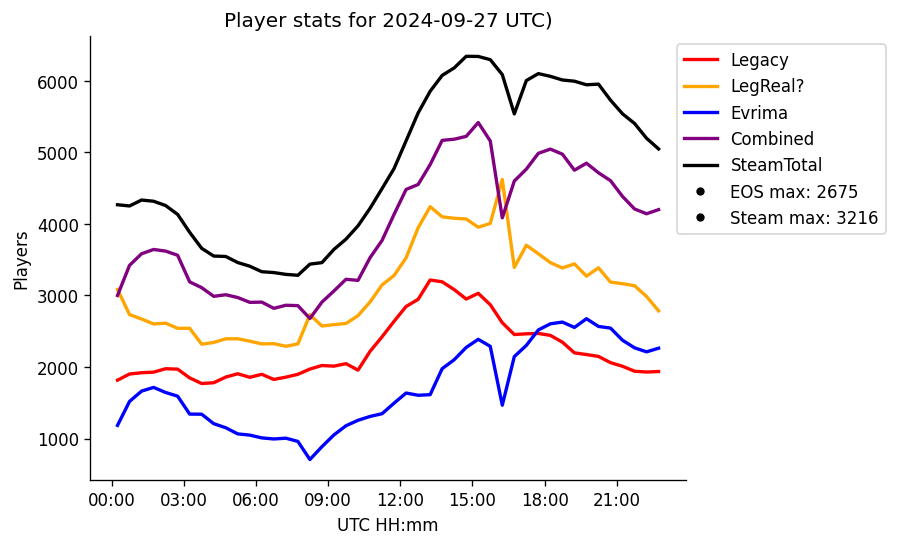 Player stats for 2024-09-27 UTC)
Legacy
LegReal?
Evrima
Combined
SteamTotal
EOS max: 2675
Steam max: 3216
Players
6000
5000
4000
3000
2000
1000
00:00 03:00 06:00 09:00 12:00 15:00 18:00 21:00
UTC HH:mm